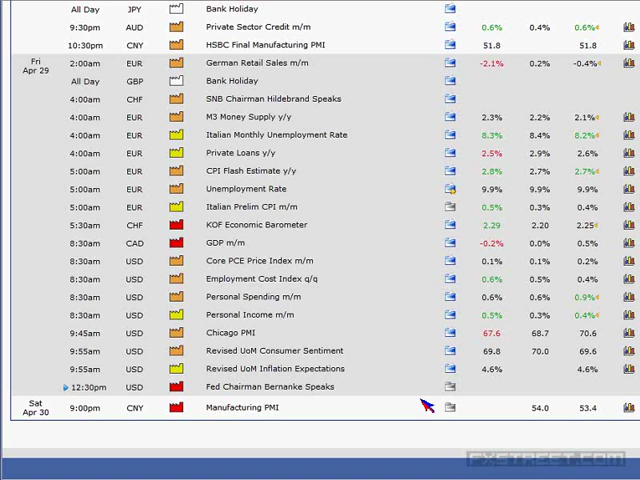 All Day JPY Bank Holiday
9:30pm AUD Private Sector Credit m/m 0.6% 0.4% 0.6%
10:30pm CNY HSBC Final Manufacturing PMI 51.8 51.8
Fri Apr 29 2:00am EUR German Retail Sales m/m -2.1% 0.2% -0.4%
All Day GBP Bank Holiday
4:00am CHF SNB Chairman Hildebrand Speaks
4:00am EUR M3 Money Supply y/y 2.3% 2.2% 2.1%
4:00am EUR Italian Monthly Unemployment Rate 8.3% 8.4% 8.2%
4:00am EUR Private Loans y/y 2.5% 2.9% 2.6%
5:00am EUR CPI Flash Estimate y/y 2.8% 2.7% 2.7%
5:00am EUR Unemployment Rate 9.9% 9.9% 9.9%
5:00am EUR Italian Prelim CPI m/m 0.5% 0.3% 0.4%
5:30am CHF KOF Economic Barometer 2.29 2.20 2.25
8:30am CAD GDP m/m -0.2% 0.0% 0.5%
8:30am USD Core PCE Price Index m/m 0.1% 0.1% 0.2%
8:30am USD Employment Cost Index q/q 0.6% 0.5% 0.4%
8:30am USD Personal Spending m/m 0.6% 0.6% 0.9%
8:30am USD Personal Income m/m 0.5% 0.3% 0.4%
9:45am USD Chicago PMI 67.6 68.7 70.6
9:55am USD Revised UoM Consumer Sentiment 69.8 70.0 69.6
9:55am USD Revised UoM Inflation Expectations 4.6% 4.6%
12:30pm USD Fed Chairman Bernanke Speaks
Sat Apr 30 9:00pm CNY Manufacturing PMI 54.0 53.4
FXSTREET.COM